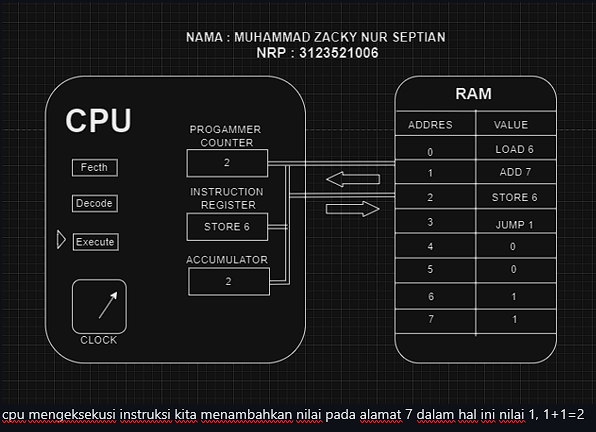 NAMA : MUHAMMAD ZACKY NUR SEPTIAN
NRP : 3123521006
CPU
Fecth
Decode
Execute
CLOCK
PROGAMMER
COUNTER
2
INSTRUCTION
REGISTER
STORE 6
ACCUMULATOR
2
RAM
ADDRES VALUE
0 LOAD 6
1 ADD 7
2 STORE 6
3 JUMP 1
4 0
5 0
6 1
7 1
cpu mengeksekusi instruksi kita menambahkan nilai pada alamat 7 dalam hal ini nilai 1, 1+1=2